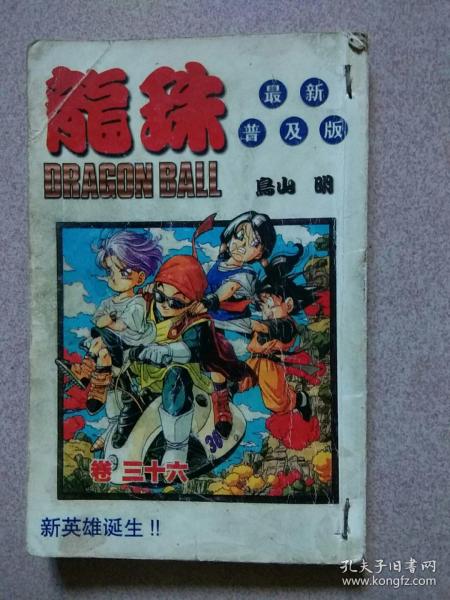 龍珠
DRAGON BALL
最新
普及版
鳥山 明
36
卷三十六
新英雄诞生!!
孔夫子旧书网
www.kongfz.com